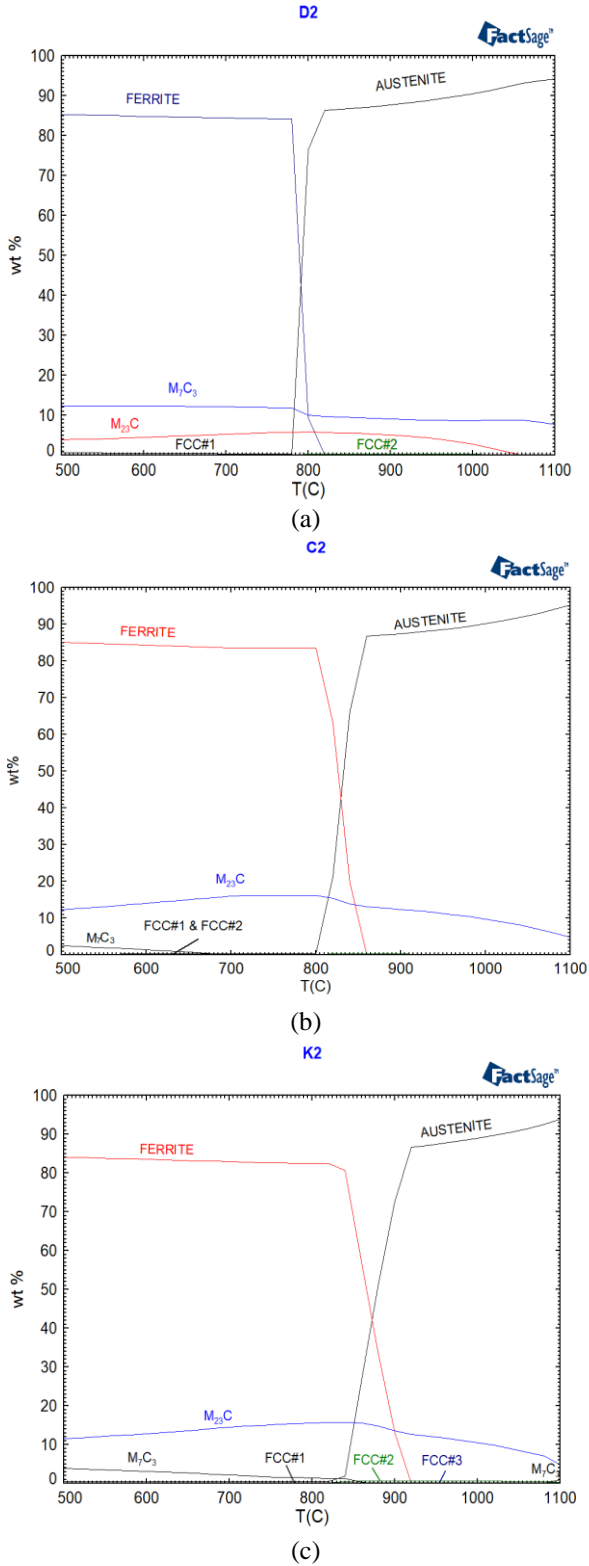 D2
FactSage™
100
90
80
70
60
50
40
30
20
10
0
wt %
FERRITE
AUSTENITE
M₇C₃
M₂₃C
FCC#1
FCC#2
500 600 700 800 900 1000 1100
T(C)
(a)
C2
FactSage™
100
90
80
70
60
50
40
30
20
10
0
wt%
FERRITE
AUSTENITE
M₂₃C
FCC#1 & FCC#2
M₇C₃
500 600 700 800 900 1000 1100
T(C)
(b)
K2
FactSage™
100
90
80
70
60
50
40
30
20
10
0
wt %
FERRITE
AUSTENITE
M₂₃C
M₇C₃
FCC#1
FCC#2
FCC#3
M₇C₃
500 600 700 800 900 1000 1100
T(C)
(c)